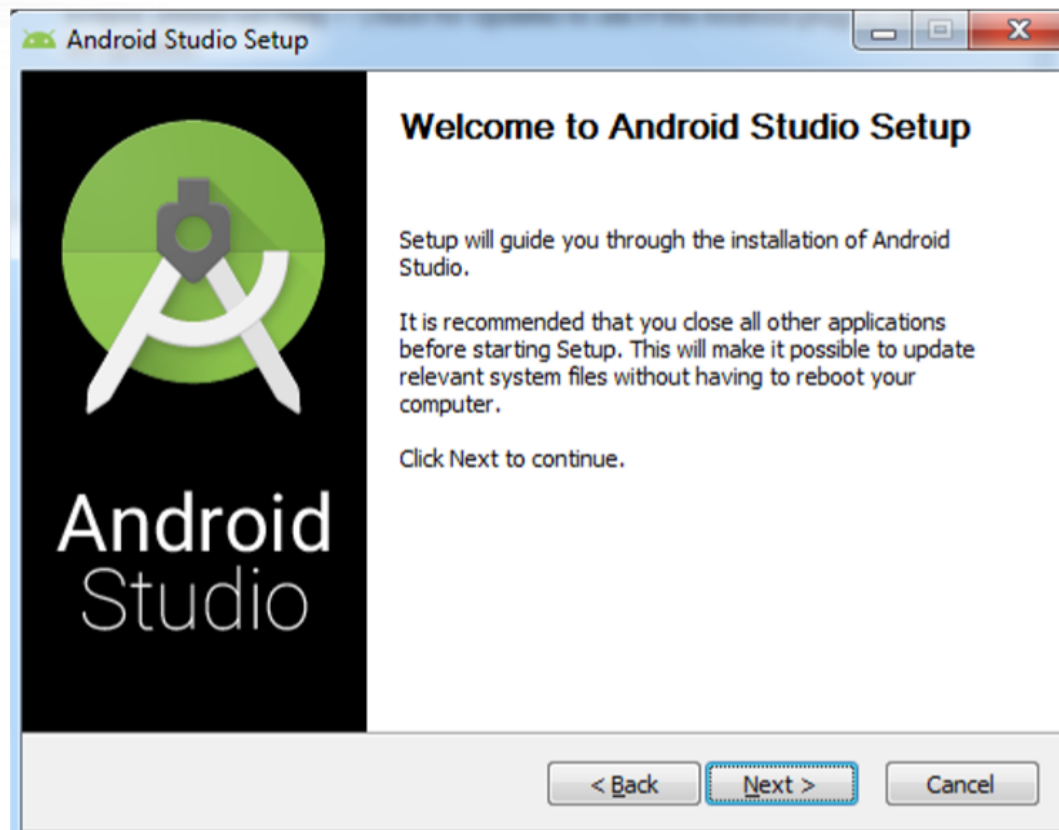 Android Studio Setup
Welcome to Android Studio Setup
Setup will guide you through the installation of Android
Studio.
It is recommended that you close all other applications
before starting Setup. This will make it possible to update
relevant system files without having to reboot your
computer.
Click Next to continue.
Android
Studio
< Back
Next >
Cancel